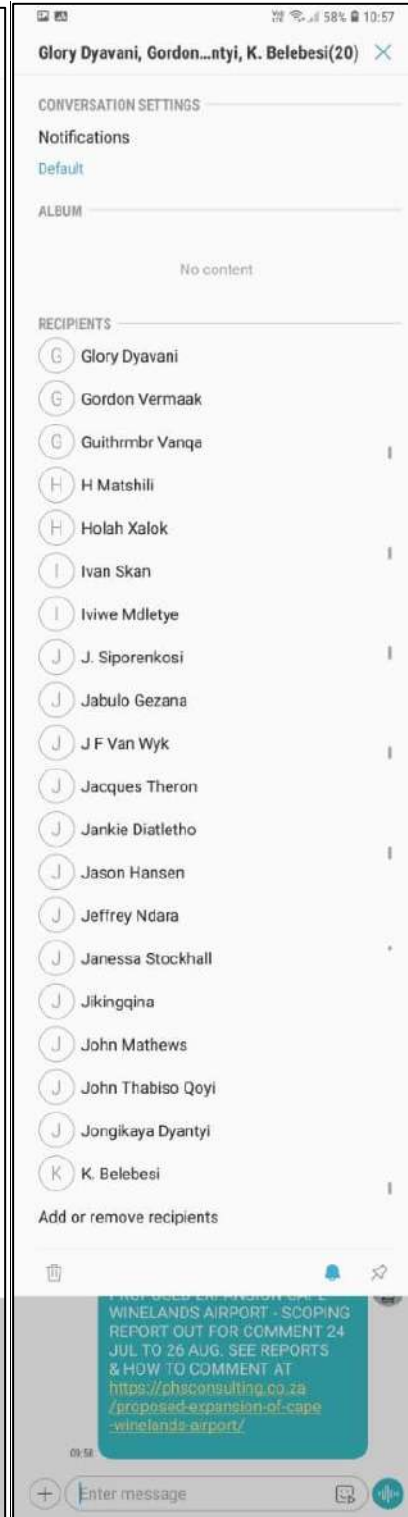 58% 10:57
Glory Dyavani, Gordon...ntyi, K. Belebesi(20)
CONVERSATION SETTINGS
Notifications
Default
ALBUM
No content
RECIPIENTS
G Glory Dyavani
G Gordon Vermaak
G Guithrmbr Vanqa
H H Matshili
H Holah Xalok
I Ivan Skan
I Iviwe Mdletye
J J. Siporenkosi
J Jabulo Gezana
J J F Van Wyk
J Jacques Theron
J Jankie Diatletho
J Jason Hansen
J Jeffrey Ndara
J Janessa Stockhall
J Jikingqina
J John Mathews
J John Thabiso Qoyi
J Jongikaya Dyantyi
K K. Belebesi
Add or remove recipients
PROPOSED EXPANSION CAPE
WINELANDS AIRPORT - SCOPING
REPORT OUT FOR COMMENT 24
JUL TO 26 AUG. SEE REPORTS
& HOW TO COMMENT AT
https://phsconsulting.co.za
/proposed-expansion-of-cape
-winelands-airport/
09:58
Enter message